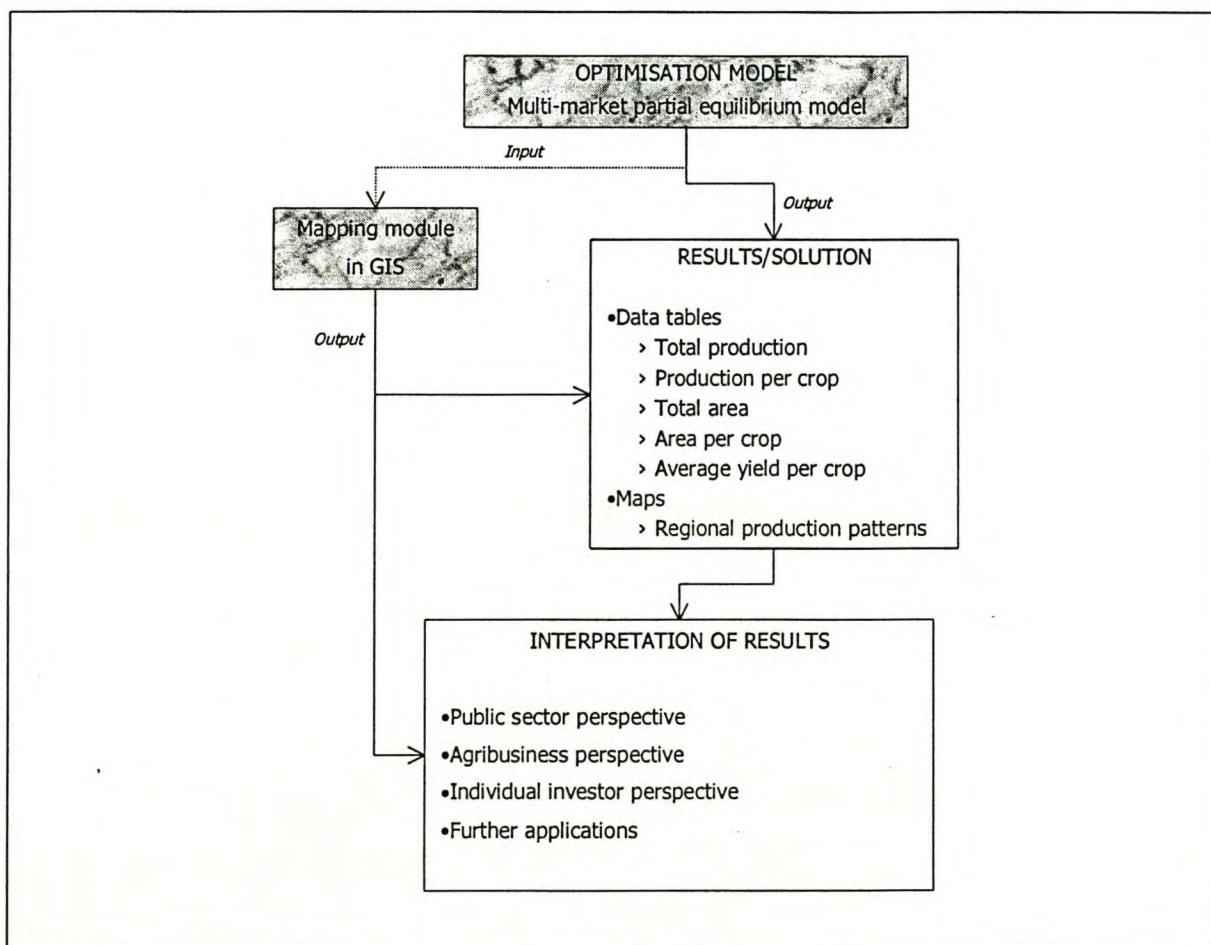 OPTIMISATION MODEL
Multi-market partial equilibrium model
Input
Output
Mapping module
in GIS
Output
RESULTS/SOLUTION
•Data tables
> Total production
> Production per crop
> Total area
> Area per crop
> Average yield per crop
•Maps
> Regional production patterns
INTERPRETATION OF RESULTS
•Public sector perspective
•Agribusiness perspective
•Individual investor perspective
•Further applications